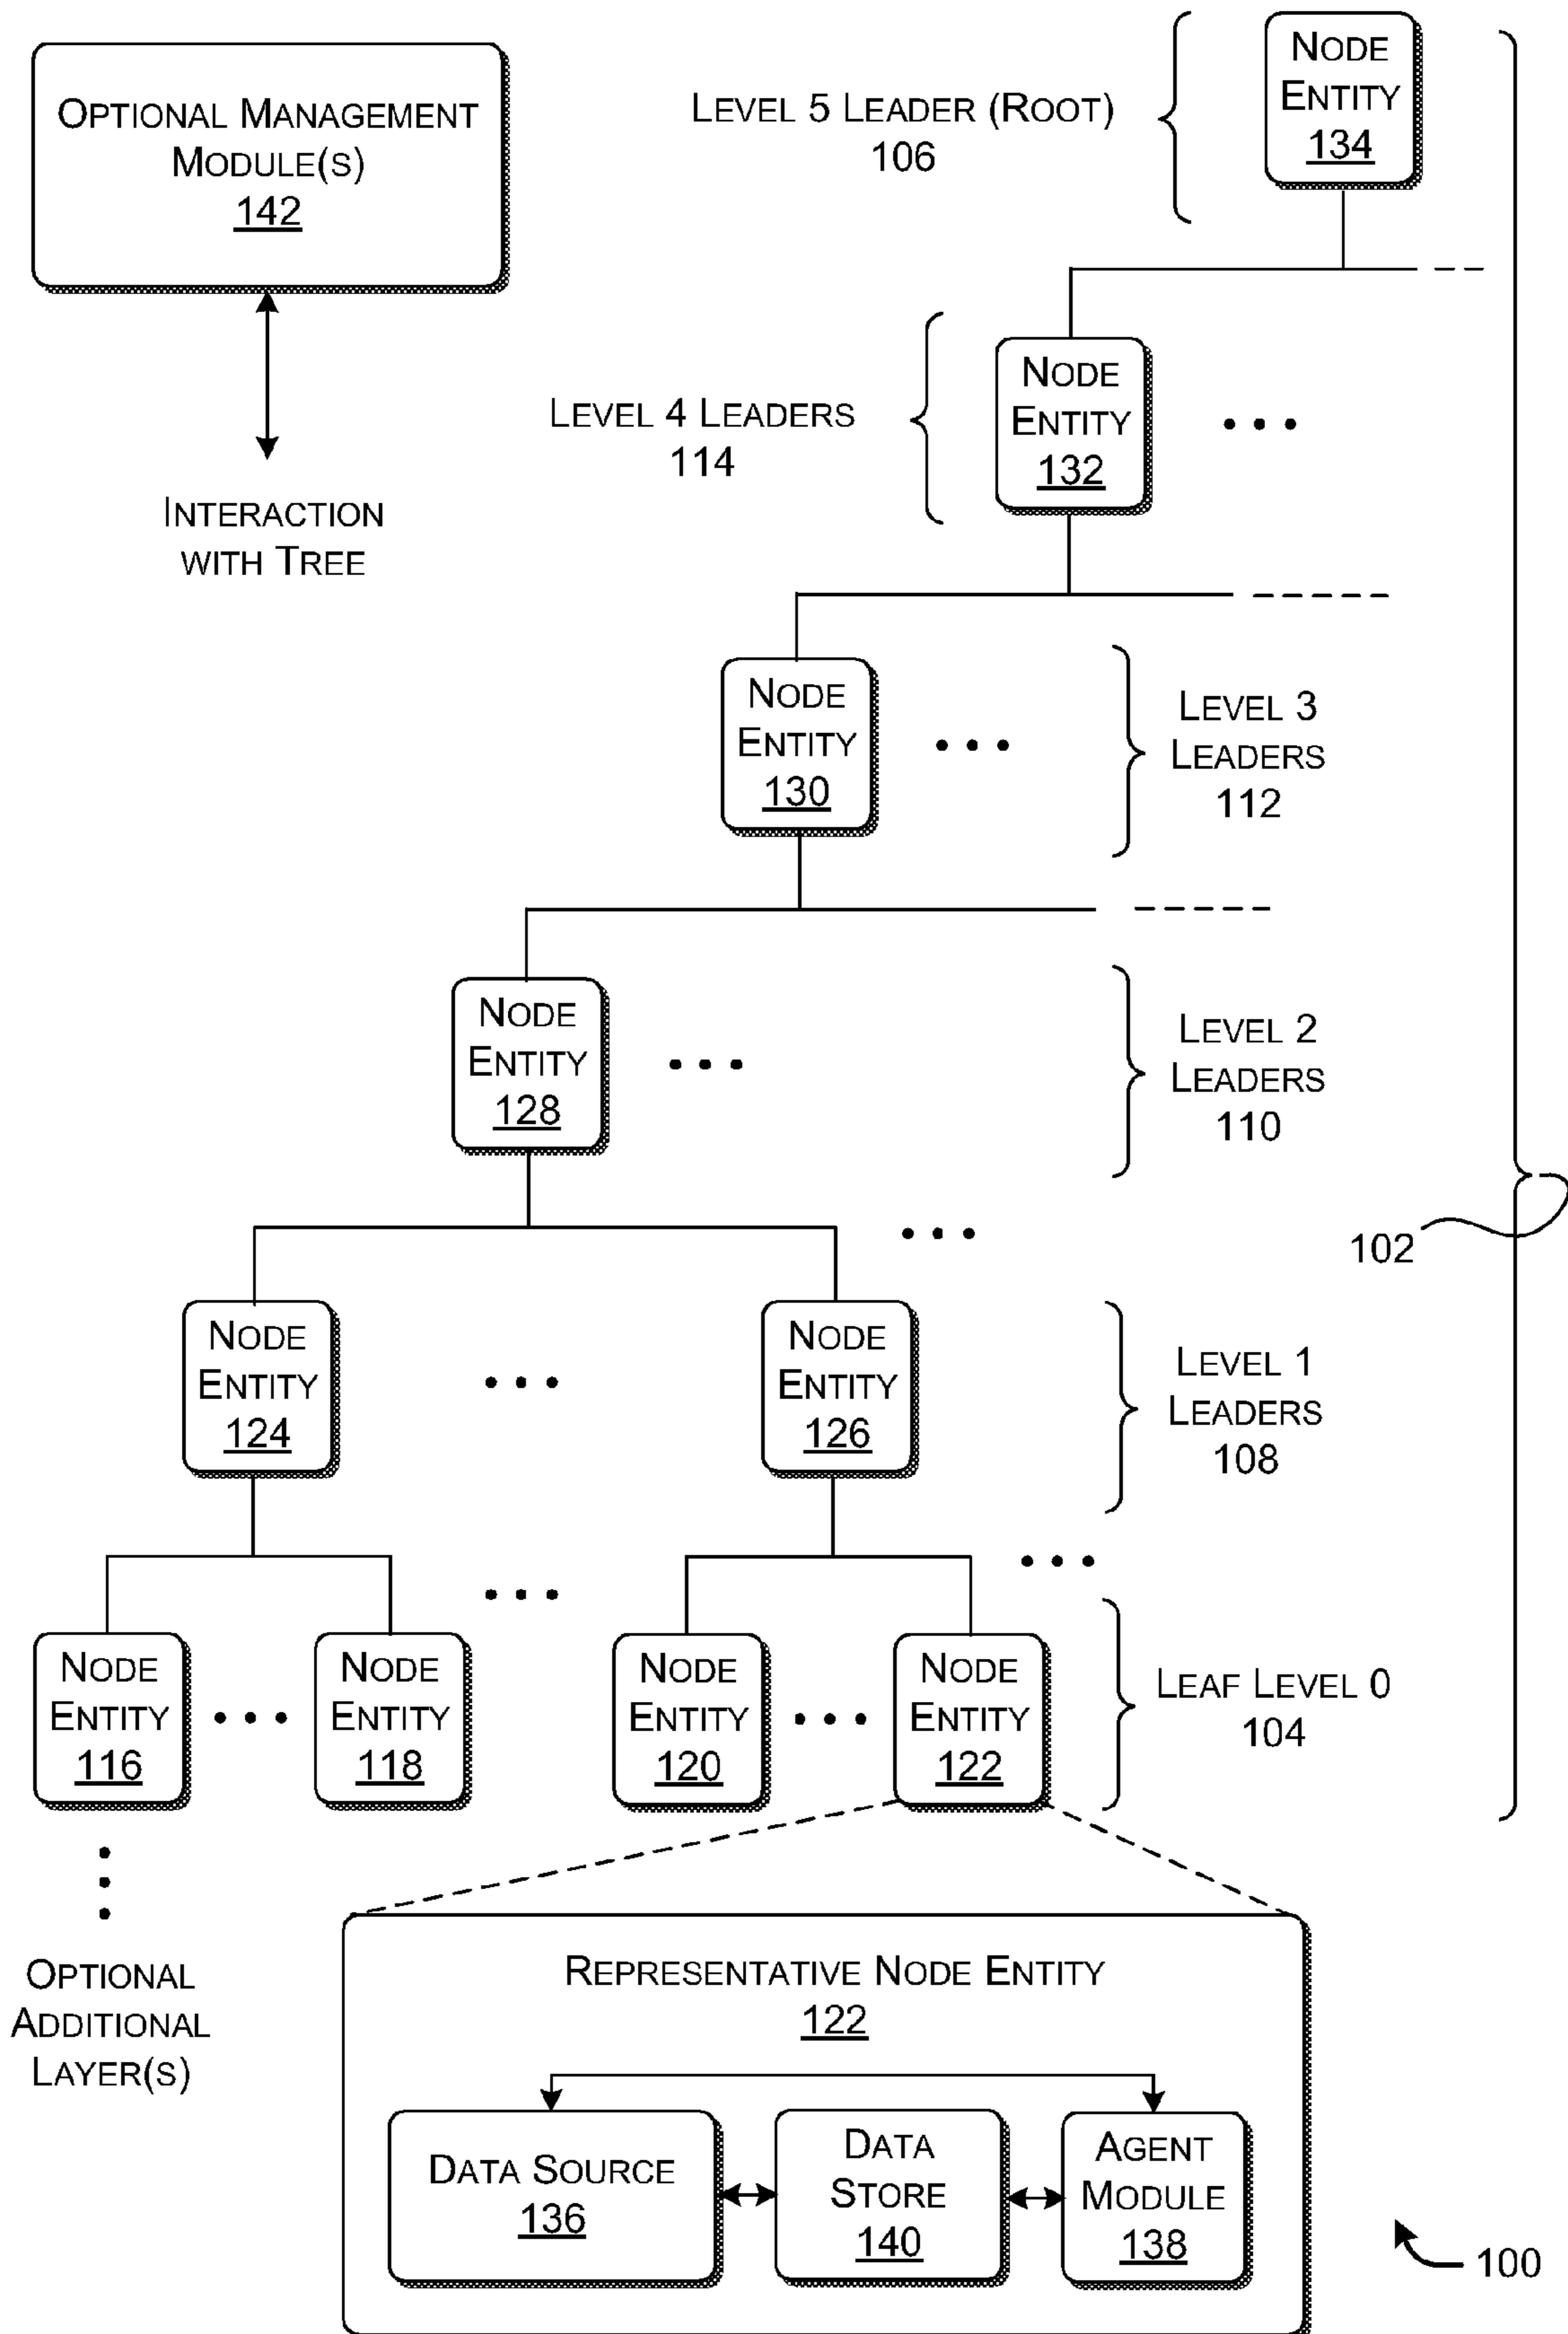 OPTIONAL MANAGEMENT
MODULE(S)
142
INTERACTION
WITH TREE
LEVEL 5 LEADER (ROOT)
106
NODE
ENTITY
134
LEVEL 4 LEADERS
114
NODE
ENTITY
132
NODE
ENTITY
130
LEVEL 3
LEADERS
112
NODE
ENTITY
128
LEVEL 2
LEADERS
110
102
NODE
ENTITY
124
NODE
ENTITY
126
LEVEL 1
LEADERS
108
NODE
ENTITY
116
NODE
ENTITY
118
NODE
ENTITY
120
NODE
ENTITY
122
LEAF LEVEL 0
104
OPTIONAL
ADDITIONAL
LAYER(S)
REPRESENTATIVE NODE ENTITY
122
DATA SOURCE
136
DATA
STORE
140
AGENT
MODULE
138
100